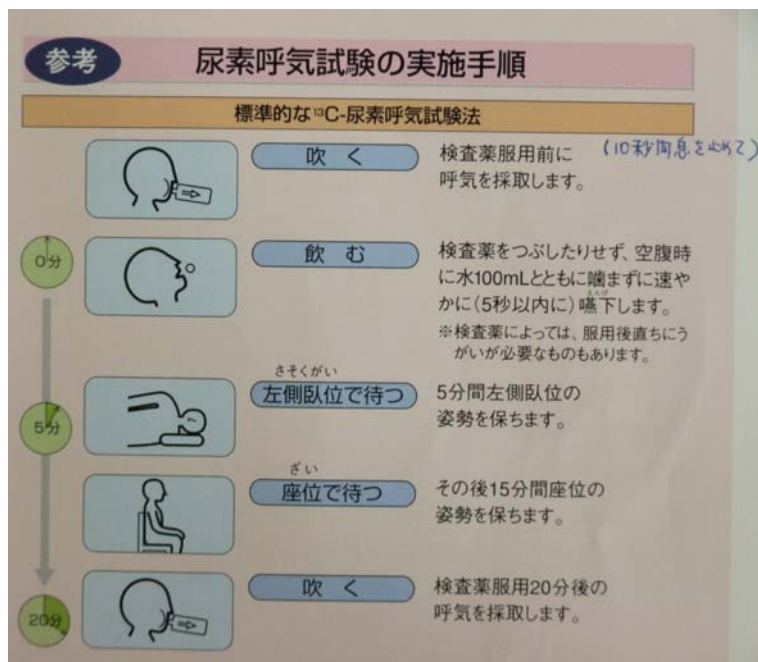 参考
尿素呼気試験の実施手順
標準的な¹³C-尿素呼気試験法
吹く
検査薬服用前に
呼気を採取します。
(10秒間息を止めて)
0分
飲む
検査薬をつぶしたりせず、空腹時
に水100mLとともに噛まずに速や
かに(5秒以内に)嚥下します。
えんげ
※検査薬によっては、服用後直ちにう
がいが必要なものもあります。
さそくがい
左側臥位で待つ
5分間左側臥位の
姿勢を保ちます。
5分
ざい
座位で待つ
その後15分間座位の
姿勢を保ちます。
吹く
検査薬服用20分後の
呼気を採取します。
20分